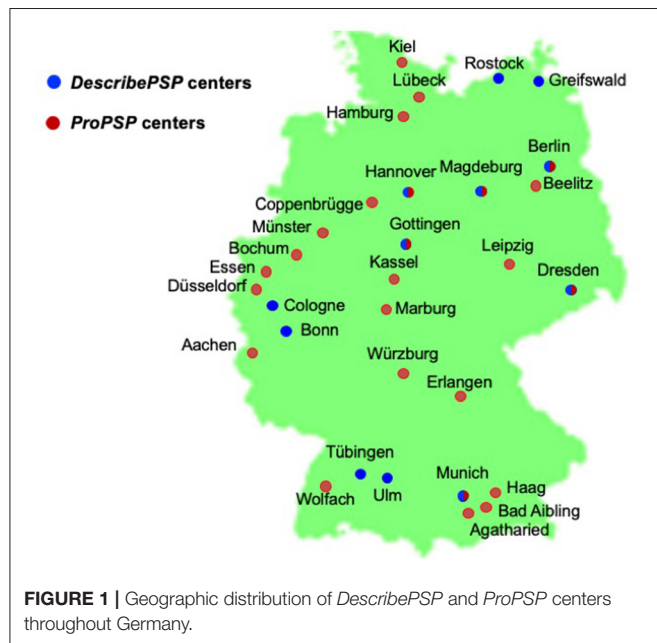 Kiel
Rostock
DescribePSP centers
Lübeck
Greifswald
ProPSP centers
Hamburg
Berlin
Hannover
Magdeburg
Beelitz
Coppenbrügge
Münster
Gottingen
Bochum
Leipzig
Essen
Kassel
Dresden
Düsseldorf
Cologne
Marburg
Bonn
Aachen
Würzburg
Erlangen
Tübingen
Munich
Haag
Wolfach
Ulm
Bad Aibling
Agatharied
FIGURE 1 | Geographic distribution of DescribePSP and ProPSP centers
throughout Germany.